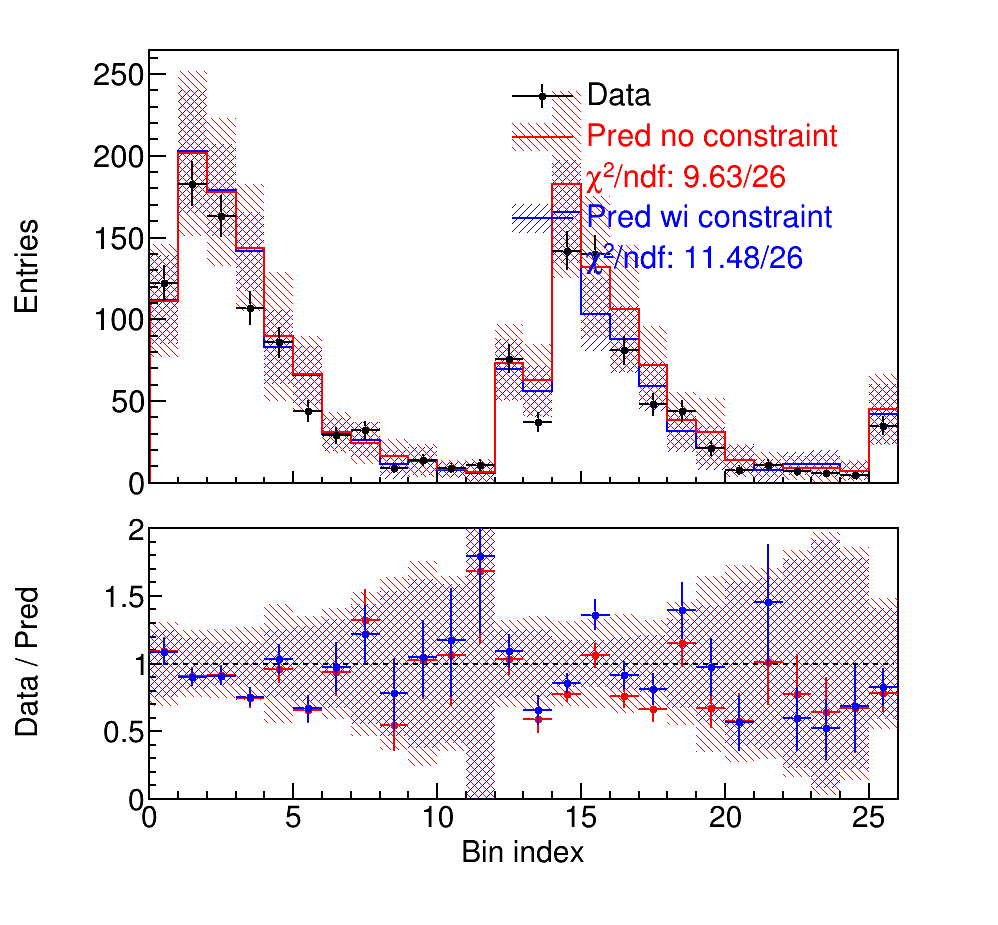 Entries
250
200
150
100
50
0
Data
Pred no constraint
χ²/ndf: 9.63/26
Pred wi constraint
χ²/ndf: 11.48/26
Data / Pred
2
1.5
1
0.5
0
0 5 10 15 20 25
Bin index